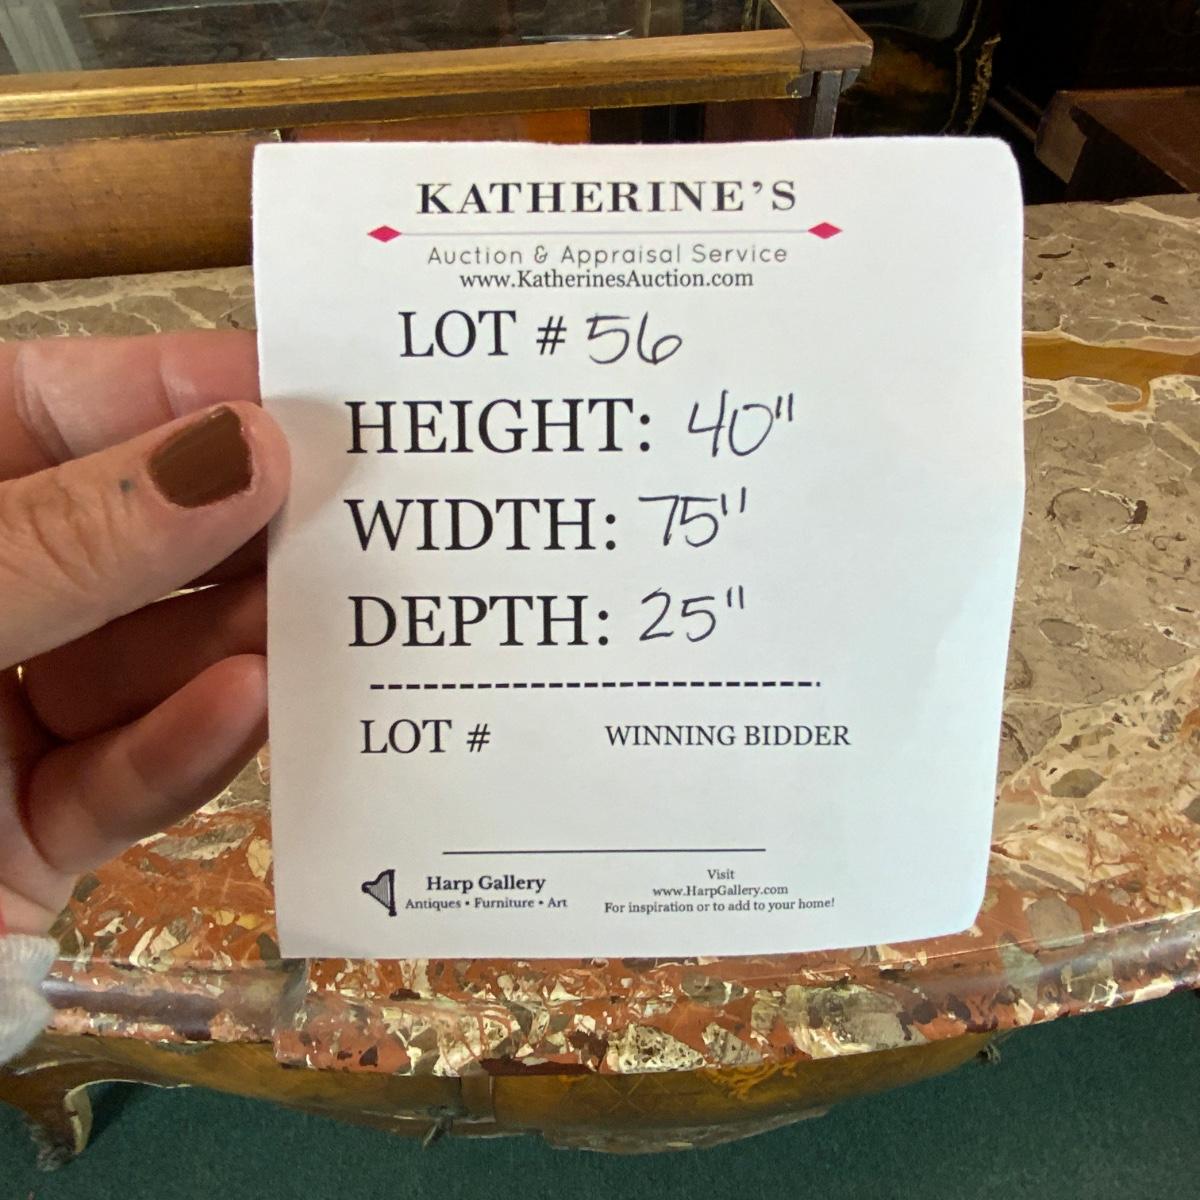 KATHERINE'S
Auction & Appraisal Service
www.KatherinesAuction.com
LOT # 56
HEIGHT: 40"
WIDTH: 75"
DEPTH: 25"
-------------------------.
LOT # WINNING BIDDER
Harp Gallery
Antiques • Furniture • Art
Visit
www.HarpGallery.com
For inspiration or to add to your home!